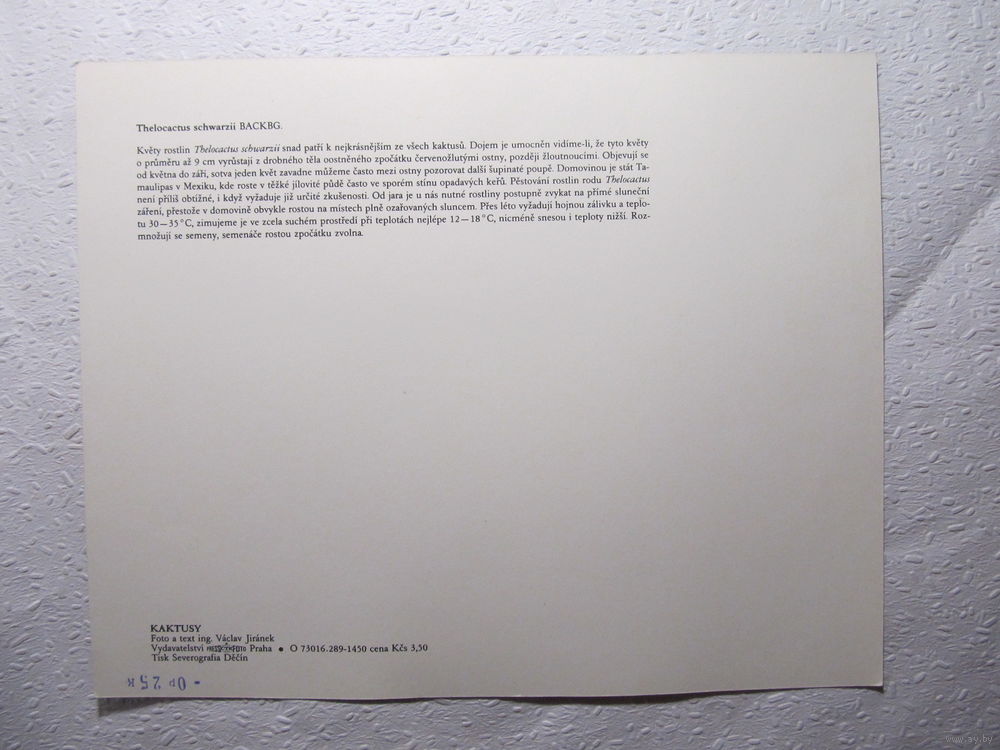 Thelocactus schwarzii BACKBG.
Květy rostlin Thelocactus schwarzii snad patří k nejkrásnějším ze všech kaktusů. Dojem je umocněn vidíme-li, že tyto květy
o průměru až 9 cm vyrůstají z drobného těla oostněného zpočátku červenožlutými ostny, později žloutnoucími. Objevují se
od května do září, sotva jeden květ zavadne můžeme často mezi ostny pozorovat další šupinaté poupě. Domovinou je stát Ta-
maulipas v Mexiku, kde roste v těžké jílovité půdě často ve sporém stínu opadavých keřů. Pěstování rostlin rodu Thelocactus
není příliš obtížné, i když vyžaduje již určité zkušenosti. Od jara je u nás nutné rostliny postupně zvykat na přímé sluneční
záření, přestože v domovině obvykle rostou na místech plně ozařovaných sluncem. Přes léto vyžadují hojnou zálivku a teplo-
tu 30—35°C, zimujeme je ve zcela suchém prostředí při teplotách nejlépe 12—18°C, nicméně snesou i teploty nižší. Roz-
množují se semeny, semenáče rostou zpočátku zvolna.
KAKTUSY
Foto a text ing. Václav Jiránek
Vydavatelství PRESSFOTO Praha ● O 73016.289-1450 cena Kčs 3,50
Tisk Severografia Děčín
www.ay.by